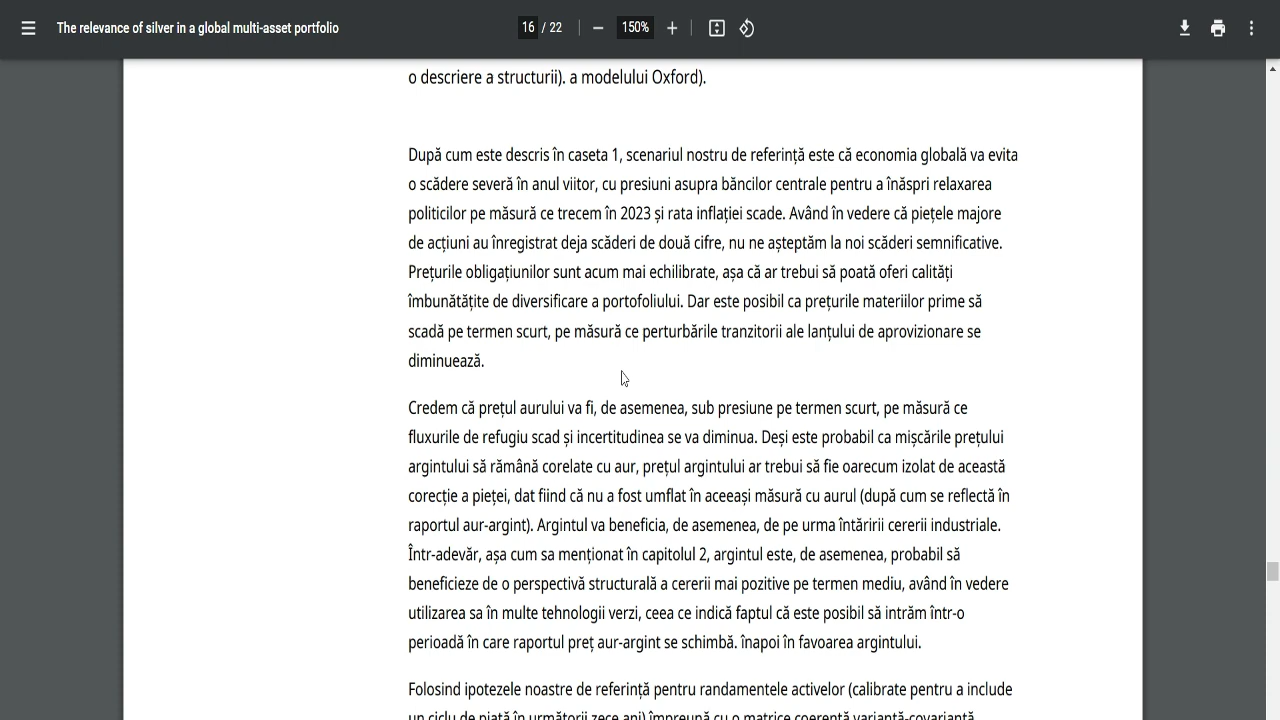 The relevance of silver in a global multi-asset portfolio
16 / 22
150%
o descriere a structurii). a modelului Oxford).
După cum este descris în caseta 1, scenariul nostru de referință este că economia globală va evita
o scădere severă în anul viitor, cu presiuni asupra băncilor centrale pentru a înăspri relaxarea
politicilor pe măsură ce trecem în 2023 și rata inflației scade. Având în vedere că piețele majore
de acțiuni au înregistrat deja scăderi de două cifre, nu ne așteptăm la noi scăderi semnificative.
Prețurile obligațiunilor sunt acum mai echilibrate, așa că ar trebui să poată oferi calități
îmbunătățite de diversificare a portofoliului. Dar este posibil ca prețurile materiilor prime să
scadă pe termen scurt, pe măsură ce perturbările tranzitorii ale lanțului de aprovizionare se
diminuează.
Credem că prețul aurului va fi, de asemenea, sub presiune pe termen scurt, pe măsură ce
fluxurile de refugiu scad și incertitudinea se va diminua. Deși este probabil ca mișcările prețului
argintului să rămână corelate cu aur, prețul argintului ar trebui să fie oarecum izolat de această
corecție a pieței, dat fiind că nu a fost umflat în aceeași măsură cu aurul (după cum se reflectă în
raportul aur-argint). Argintul va beneficia, de asemenea, de pe urma întăririi cererii industriale.
Într-adevăr, așa cum sa menționat în capitolul 2, argintul este, de asemenea, probabil să
beneficieze de o perspectivă structurală a cererii mai pozitive pe termen mediu, având în vedere
utilizarea sa în multe tehnologii verzi, ceea ce indică faptul că este posibil să intrăm într-o
perioadă în care raportul preț aur-argint se schimbă. înapoi în favoarea argintului.
Folosind ipotezele noastre de referință pentru randamentele activelor (calibrate pentru a include
un ciclu de piață în următorii zece ani) împreună cu o matrice coerentă varianță-covarianță